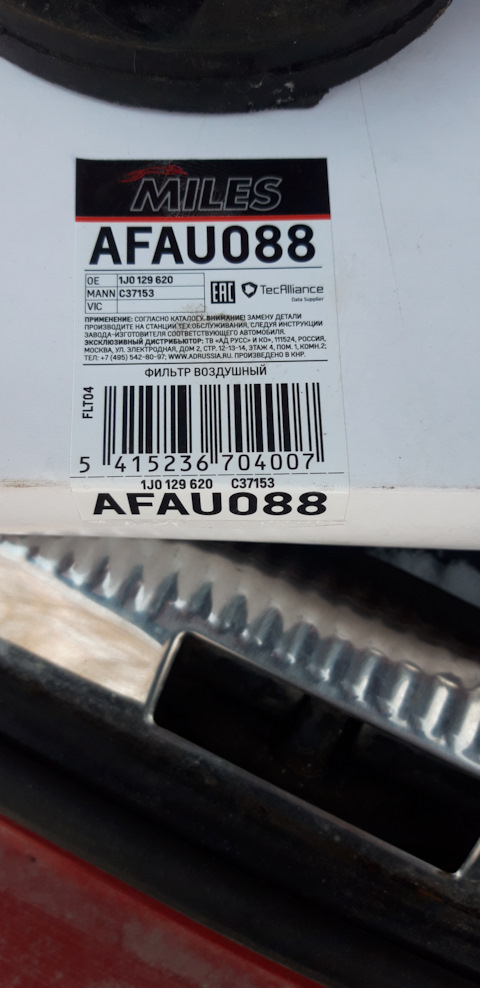 MILES
AFAU088
OE 1J0 129 620
MANN C37153
VIC
EAC TecAlliance
Data Supplier
ПРИМЕНЕНИЕ: СОГЛАСНО КАТАЛОГУ. ВНИМАНИЕ! ЗАМЕНУ ДЕТАЛИ
ПРОИЗВОДИТЕ НА СТАНЦИИ ТЕХ.ОБСЛУЖИВАНИЯ, СЛЕДУЯ ИНСТРУКЦИИ
ЗАВОДА-ИЗГОТОВИТЕЛЯ СООТВЕТСТВУЮЩЕГО АВТОМОБИЛЯ.
ЭКСКЛЮЗИВНЫЙ ДИСТРИБЬЮТОР: ТВ «АД РУСС» И КО», 111524, РОССИЯ,
МОСКВА, УЛ. ЭЛЕКТРОДНАЯ, ДОМ 2, СТР. 12-13-14, ЭТАЖ 4, ПОМ. 1, КОМН.2;
ТЕЛ: +7 (495) 542-80-97; WWW.ADRUSSIA.RU. ПРОИЗВЕДЕНО В КНР.
ФИЛЬТР ВОЗДУШНЫЙ
FLT04
5 415236 704007
1J0 129 620 C37153
AFAU088